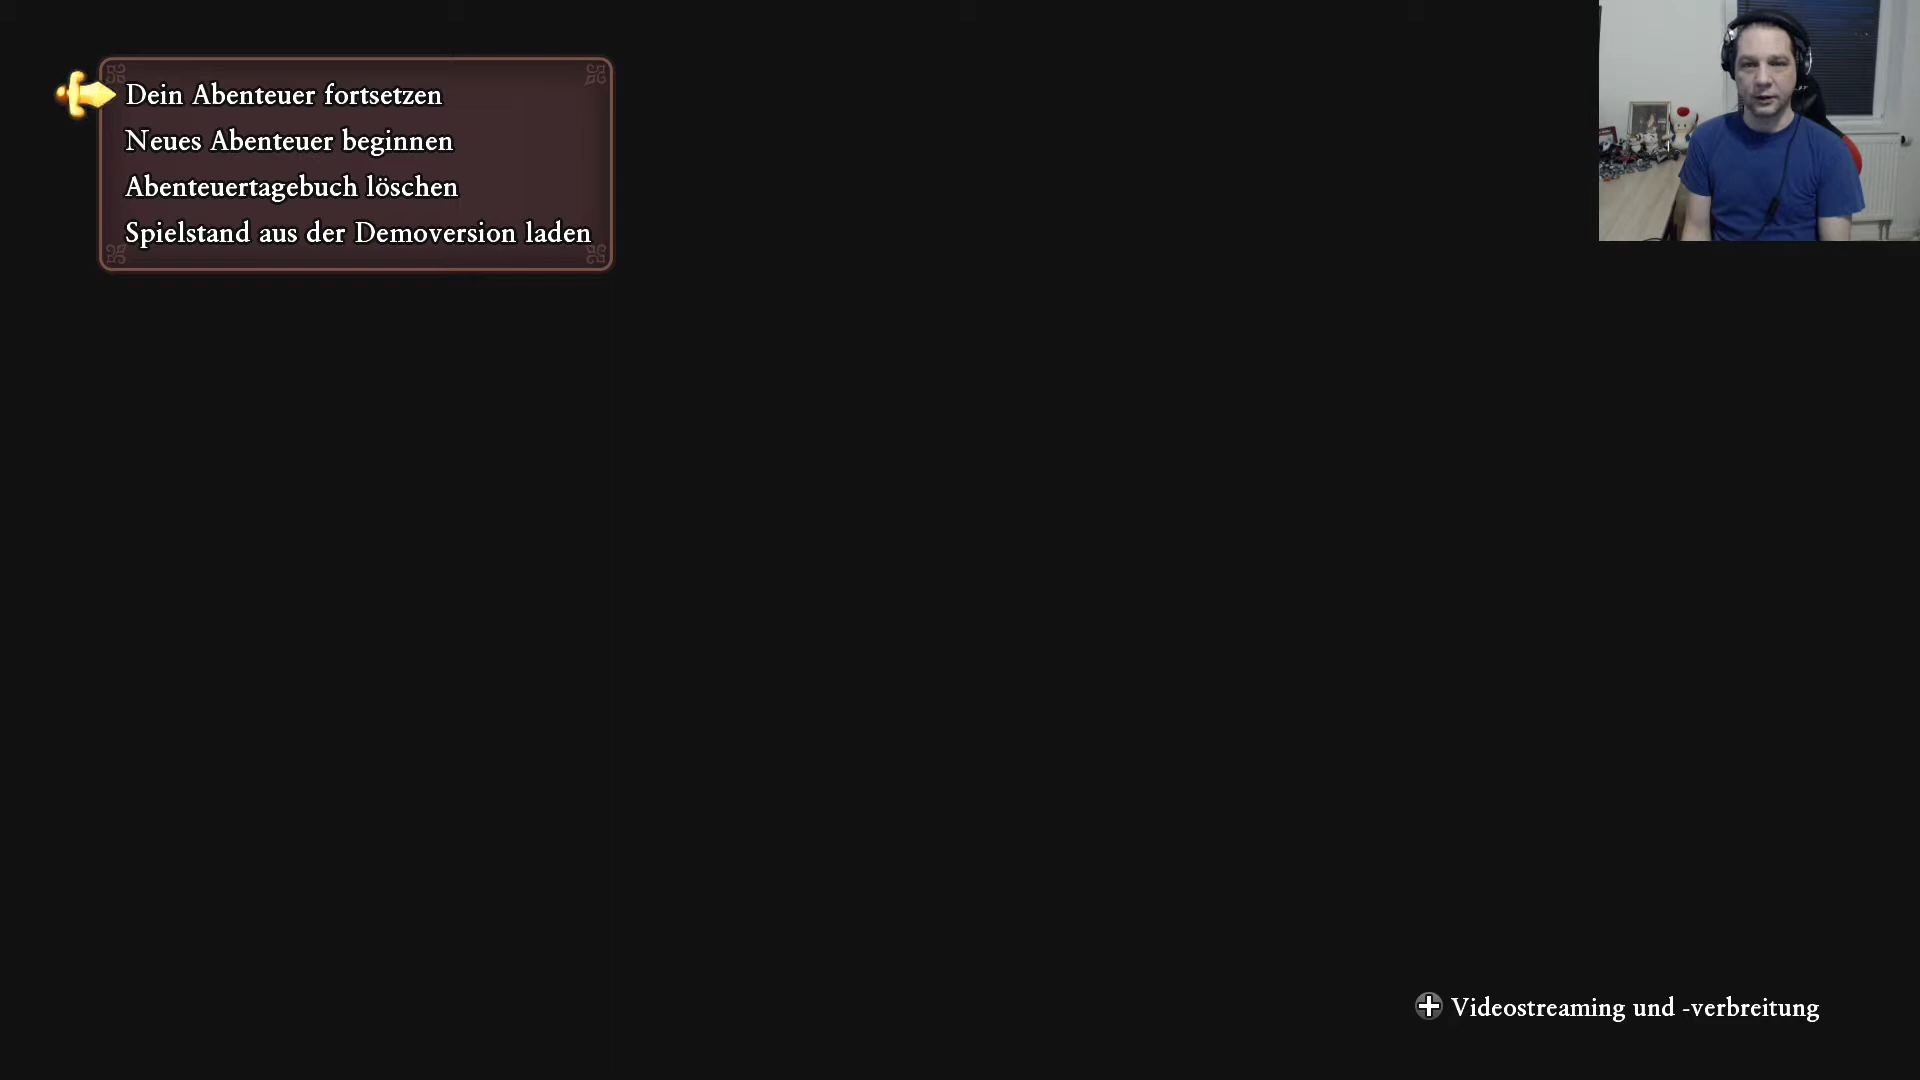 Dein Abenteuer fortsetzen
Neues Abenteuer beginnen
Abenteuertagebuch löschen
Spielstand aus der Demoversion laden
Videostreaming und -verbreitung